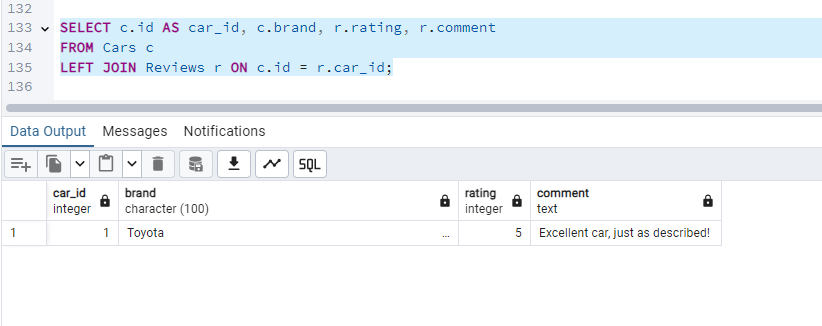 132
133 SELECT c.id AS car_id, c.brand, r.rating, r.comment
134 FROM Cars c
135 LEFT JOIN Reviews r ON c.id = r.car_id;
136
Data Output Messages Notifications
SQL
car_id brand rating comment
integer character (100) integer text
1 1 Toyota ... 5 Excellent car, just as described!